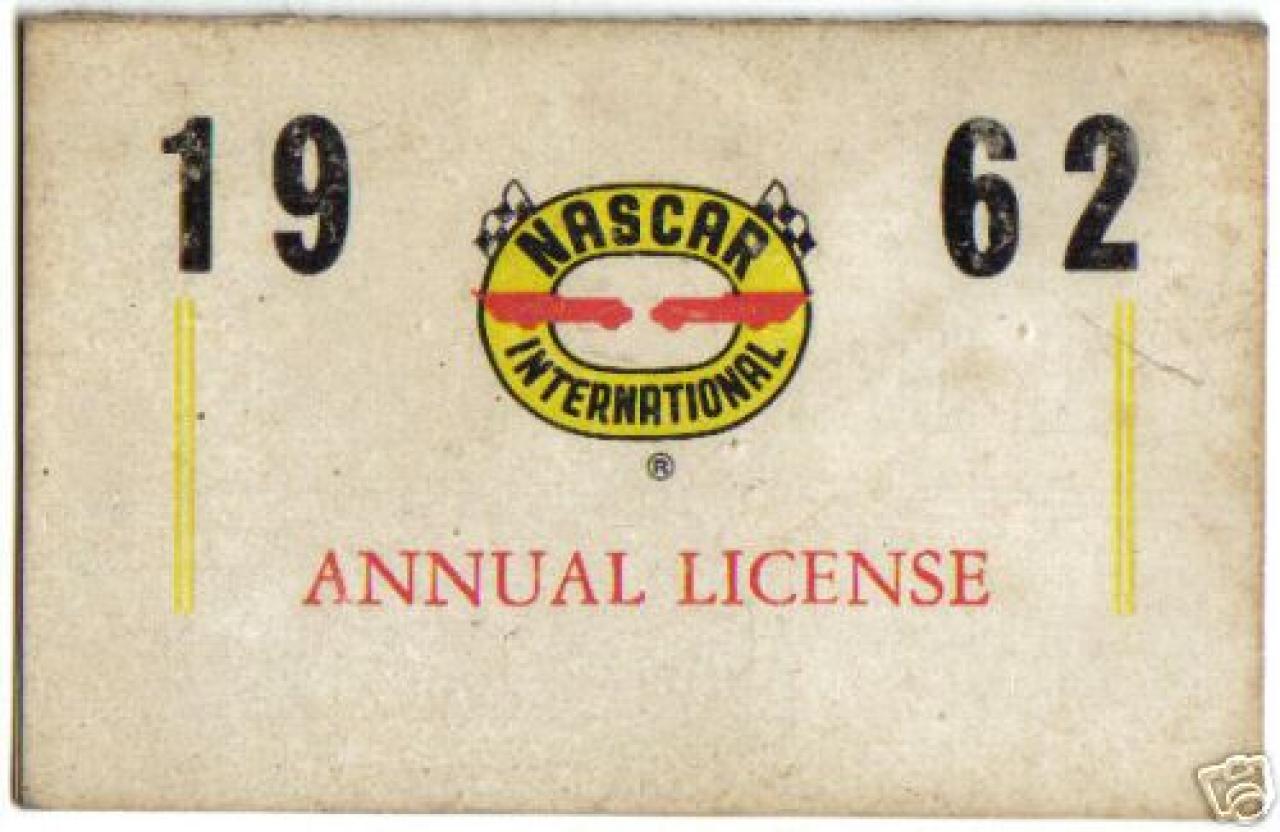 19 62
NASCAR
INTERNATIONAL
®
ANNUAL LICENSE